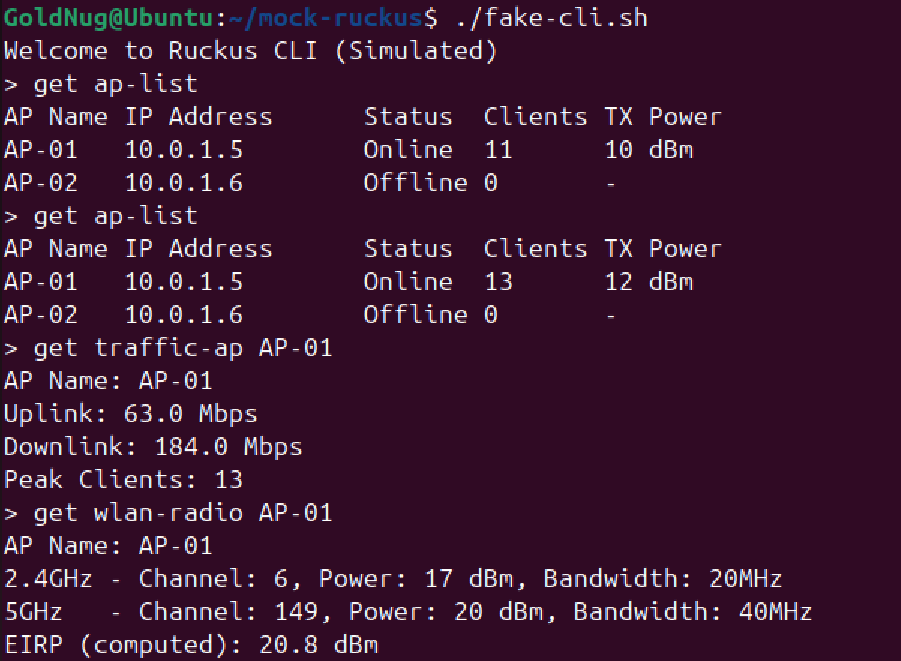 GoldNug@Ubuntu:~/mock-ruckus$ ./fake-cli.sh
Welcome to Ruckus CLI (Simulated)
> get ap-list
AP Name IP Address      Status  Clients TX Power
AP-01   10.0.1.5        Online  11      10 dBm
AP-02   10.0.1.6        Offline 0       -
> get ap-list
AP Name IP Address      Status  Clients TX Power
AP-01   10.0.1.5        Online  13      12 dBm
AP-02   10.0.1.6        Offline 0       -
> get traffic-ap AP-01
AP Name: AP-01
Uplink: 63.0 Mbps
Downlink: 184.0 Mbps
Peak Clients: 13
> get wlan-radio AP-01
AP Name: AP-01
2.4GHz - Channel: 6, Power: 17 dBm, Bandwidth: 20MHz
5GHz   - Channel: 149, Power: 20 dBm, Bandwidth: 40MHz
EIRP (computed): 20.8 dBm